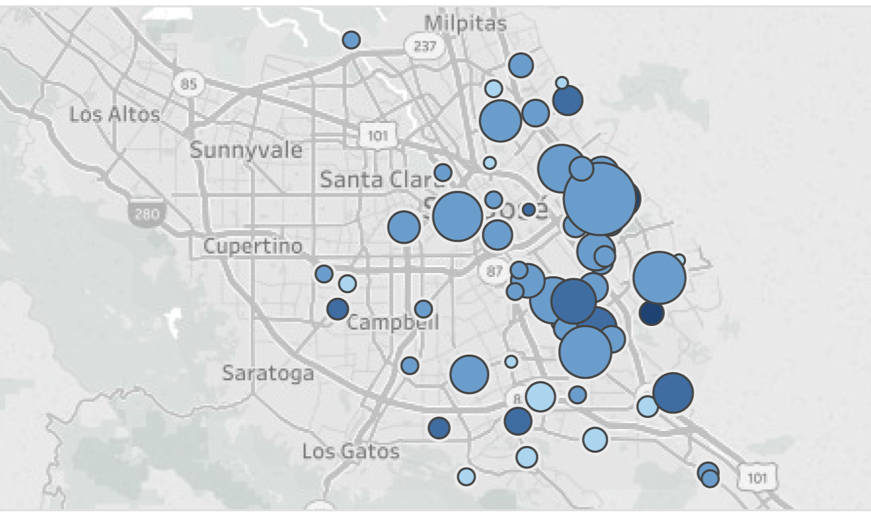 Milpitas
237
85
Los Altos
101
Sunnyvale
Santa Clara
280
Cupertino
87
Campbell
Saratoga
Los Gatos
101